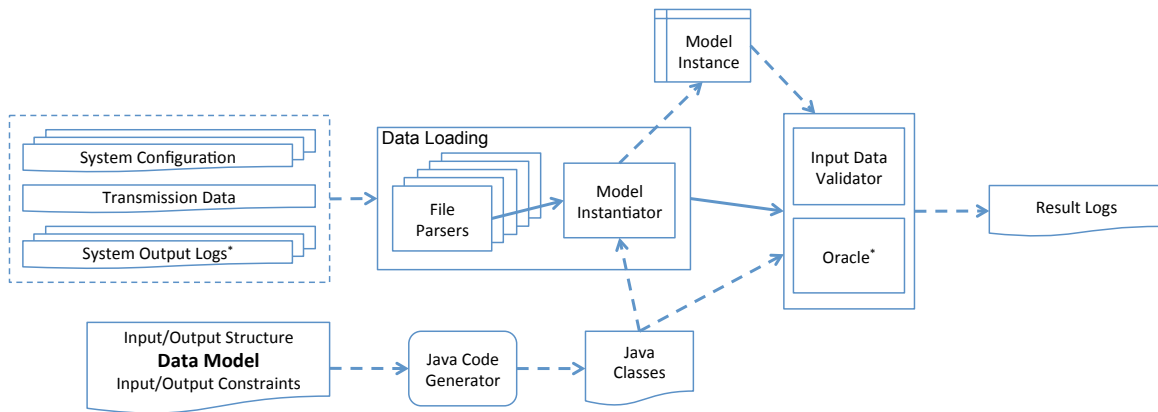 Model
Instance
Data Loading
System Configuration
Transmission Data
System Output Logs*
File
Parsers
Model
Instantiator
Input Data
Validator
Oracle*
Result Logs
Input/Output Structure
Data Model
Input/Output Constraints
Java Code
Generator
Java
Classes